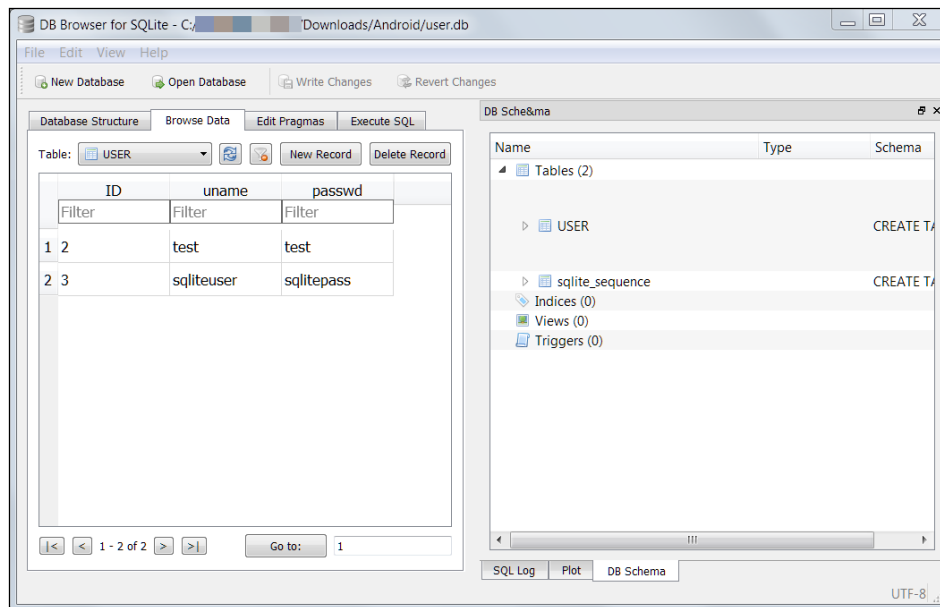 DB Browser for SQLite - C:/ /Downloads/Android/user.db
File Edit View Help
New Database Open Database Write Changes Revert Changes
Database Structure Browse Data Edit Pragmas Execute SQL
Table: USER New Record Delete Record
ID uname passwd
Filter Filter Filter
1 2 test test
2 3 sqliteuser sqlitepass
|< < 1 - 2 of 2 > >| Go to: 1
DB Sche&ma
Name Type Schema
Tables (2)
USER CREATE TA
sqlite_sequence CREATE TA
Indices (0)
Views (0)
Triggers (0)
SQL Log Plot DB Schema
UTF-8